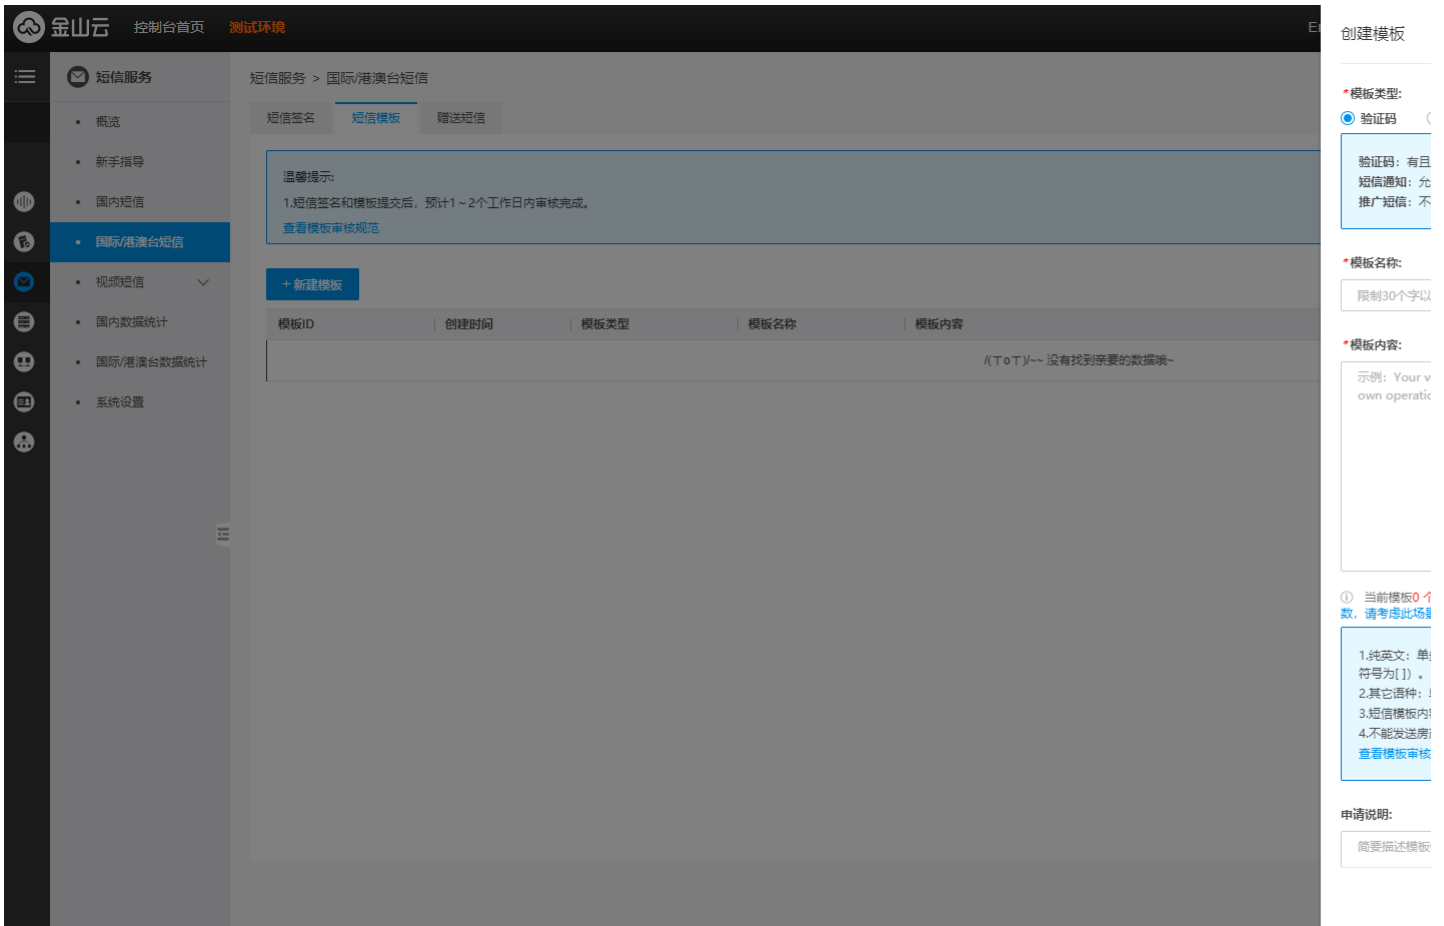 金山云 控制台首页 测试环境
短信服务
概览
新手指导
国内短信
国际/港澳台短信
视频短信
国内数据统计
国际/港澳台数据统计
系统设置
短信服务 > 国际/港澳台短信
短信签名 短信模板 赠送短信
温馨提示:
1.短信签名和模板提交后，预计1~2个工作日内审核完成。
查看模板审核规范
+ 新建模板
模板ID 创建时间 模板类型 模板名称 模板内容
/(ㄒoㄒ)/~~ 没有找到亲要的数据哦~
创建模板
*模板类型:
验证码
验证码：有且
短信通知：允
推广短信：不
*模板名称:
限制30个字以
*模板内容:
示例：Your v
own operatio
当前模板0 个
数，请考虑此场景
1.纯英文：单条
符号为[ ]）。
2.其它语种：单
3.短信模板内容
4.不能发送房产
查看模板审核
申请说明:
简要描述模板